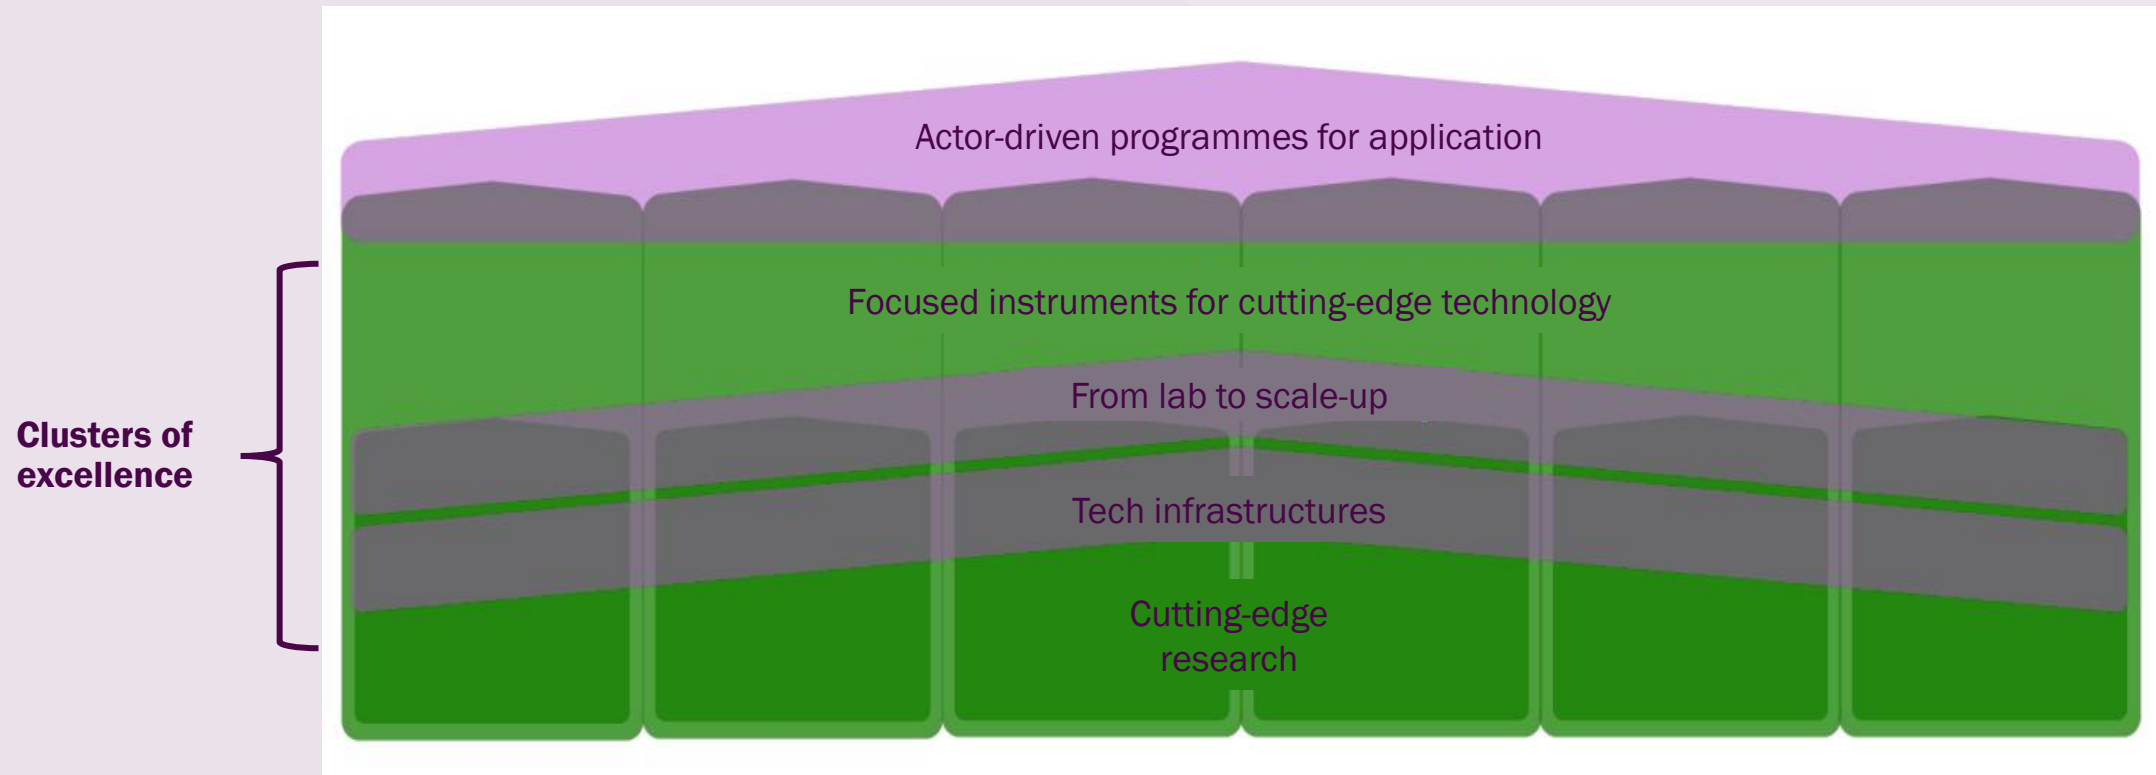 Actor-driven programmes for application
Focused instruments for cutting-edge technology
From lab to scale-up
Clusters of
excellence
Tech infrastructures
Cutting-edge
research